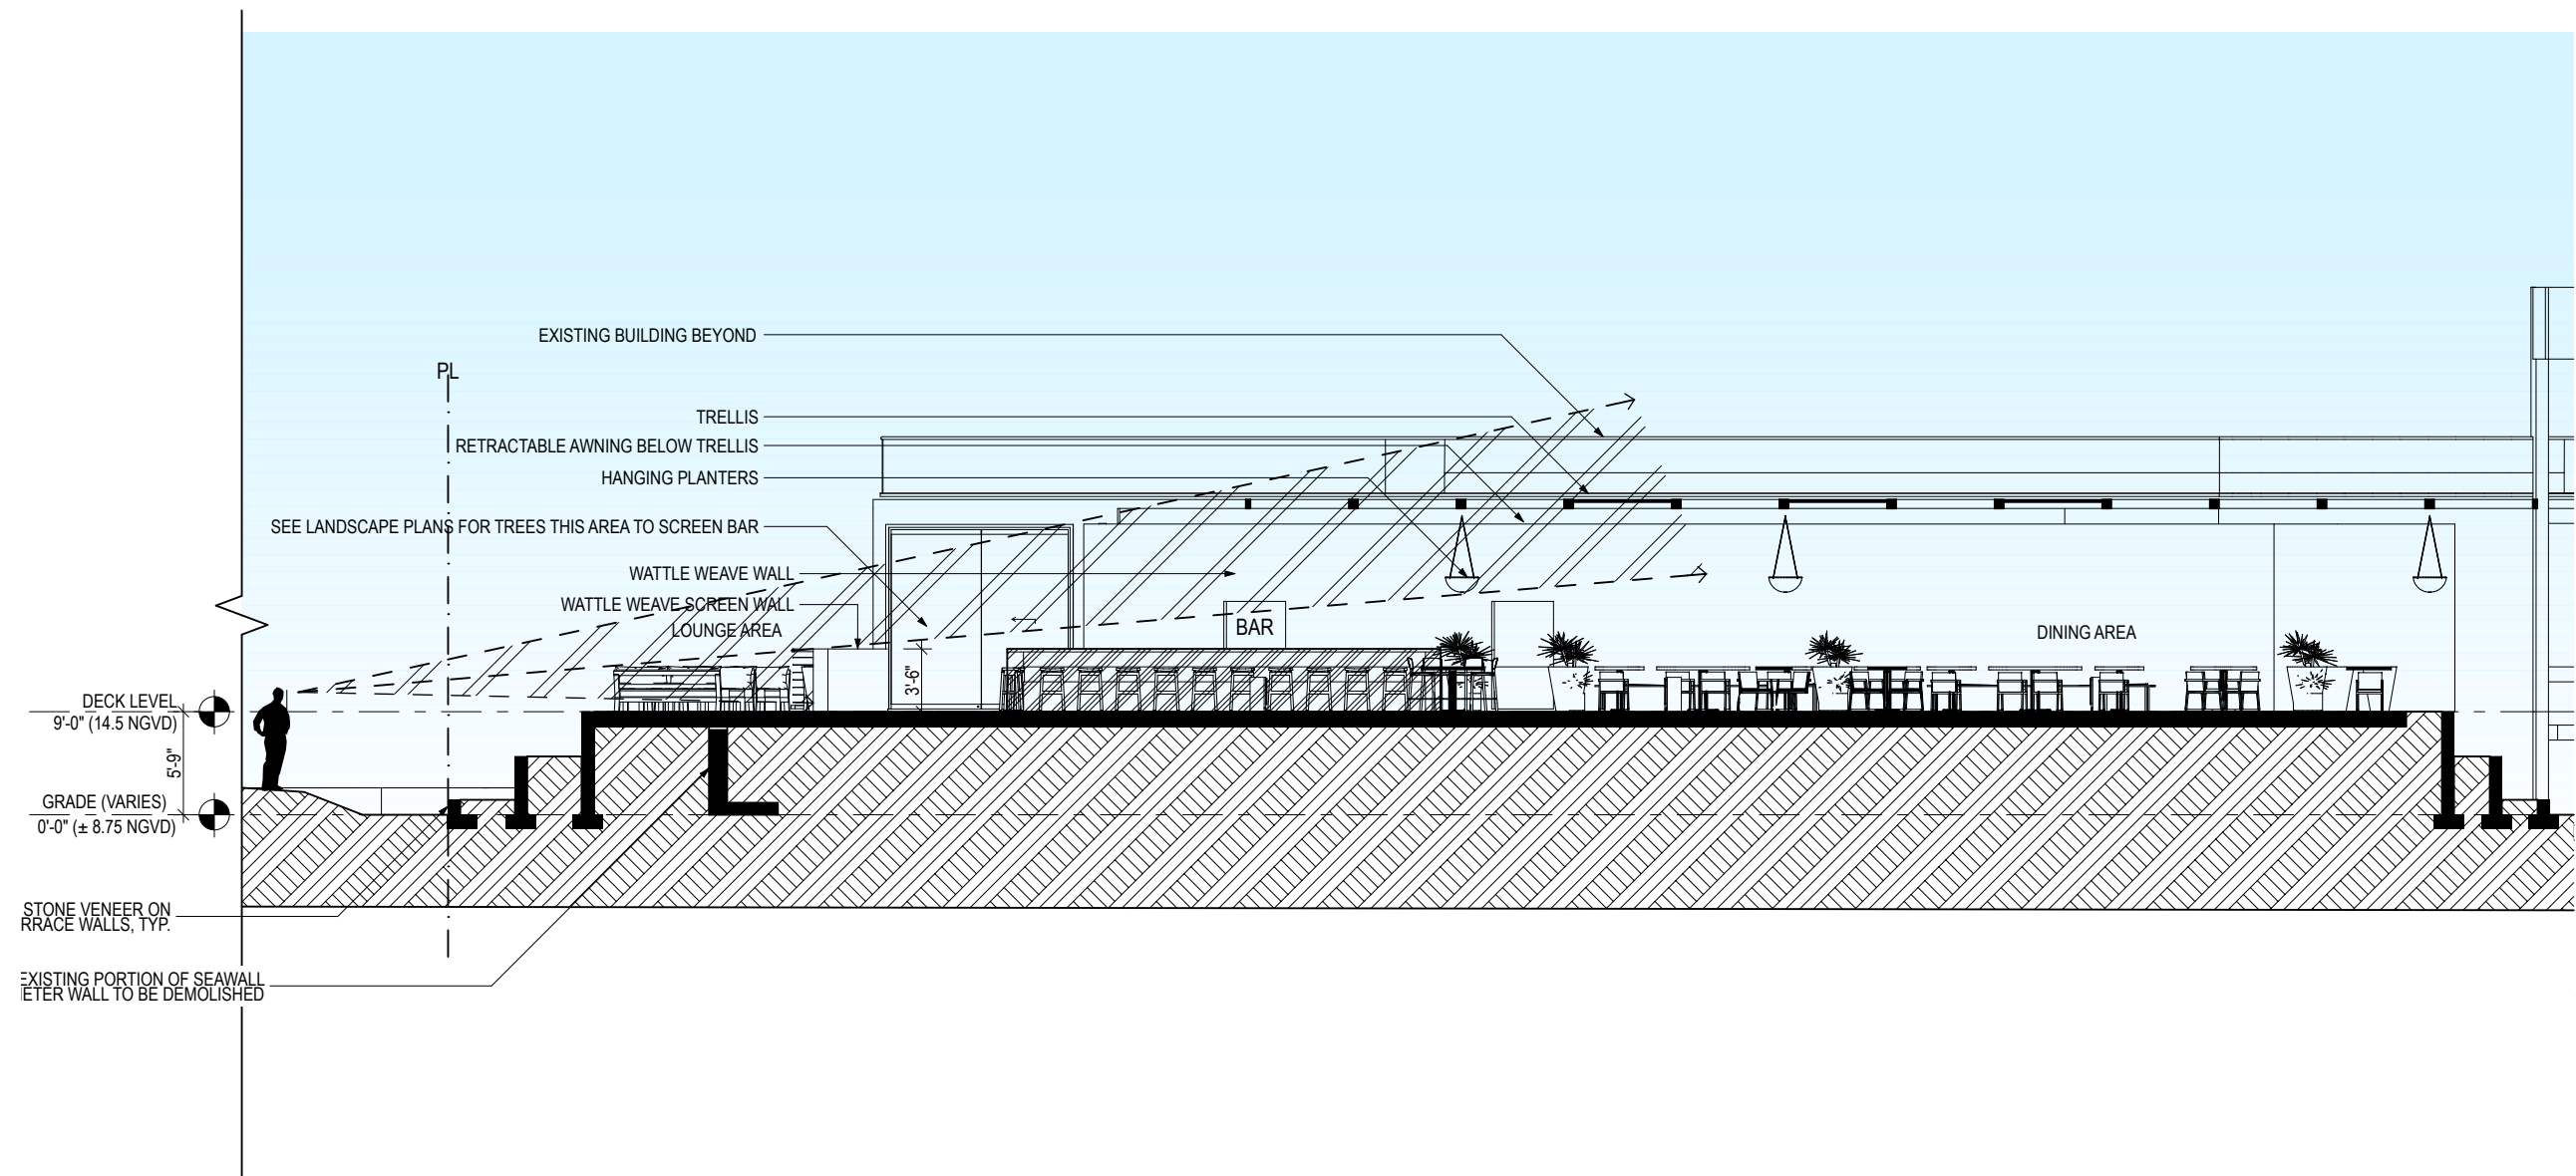 EXISTING BUILDING BEYOND
PL
TRELLIS
RETRACTABLE AWNING BELOW TRELLIS
HANGING PLANTERS
SEE LANDSCAPE PLANS FOR TREES THIS AREA TO SCREEN BAR
WATTLE WEAVE WALL
WATTLE WEAVE SCREEN WALL
LOUNGE AREA
BAR
DINING AREA
3'-6"
DECK LEVEL
9'-0" (14.5 NGVD)
5'-9"
GRADE (VARIES)
0'-0" (± 8.75 NGVD)
STONE VENEER ON
RRACE WALLS, TYP.
EXISTING PORTION OF SEAWALL
ETER WALL TO BE DEMOLISHED